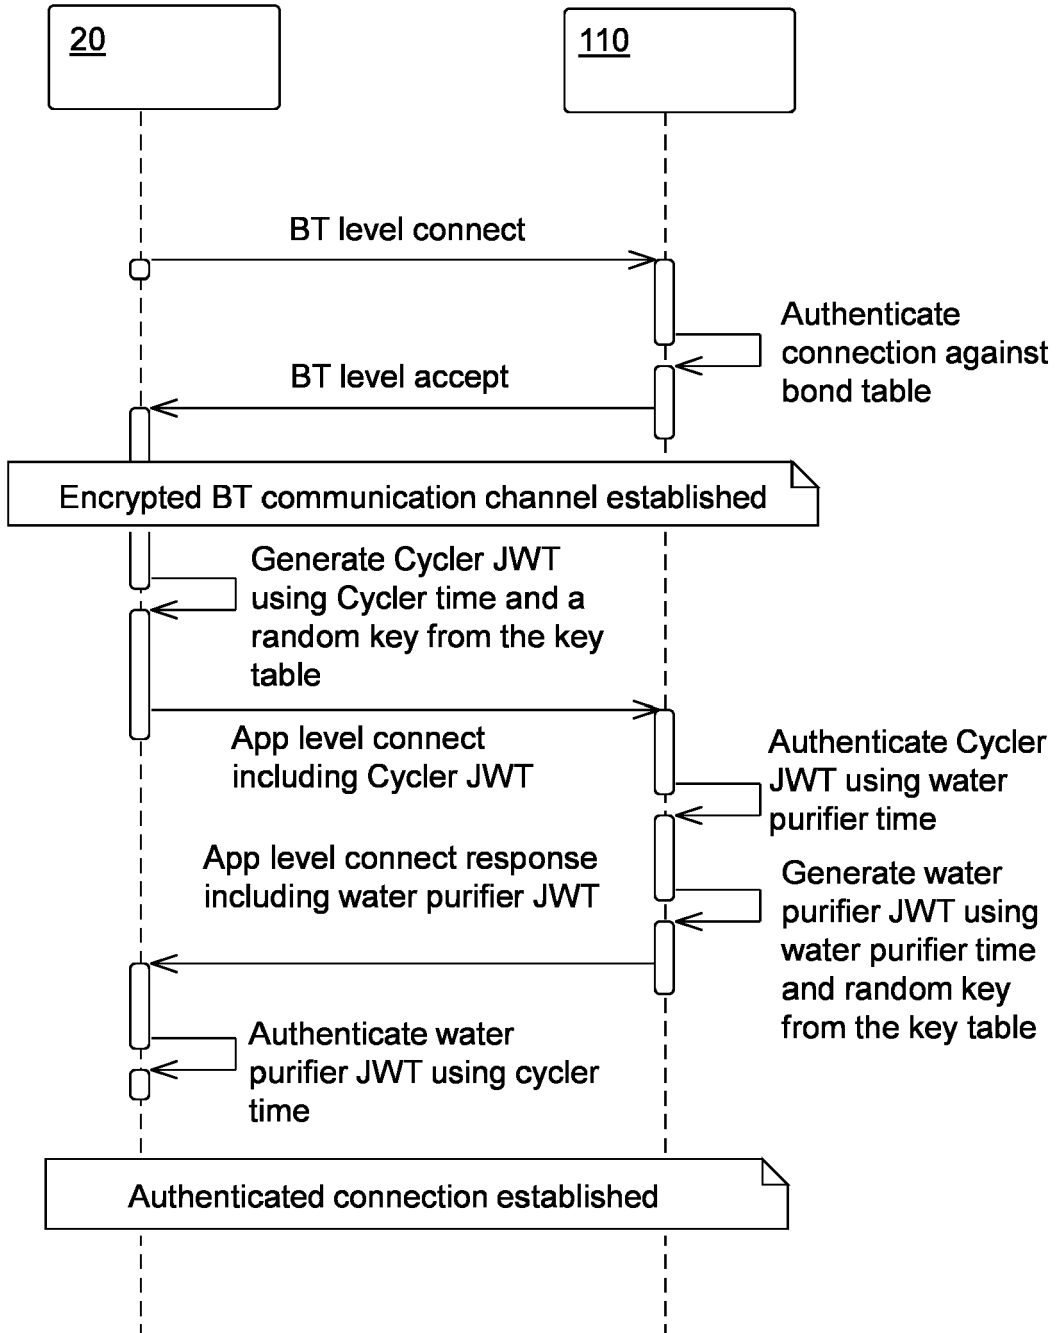 20
110
BT level connect
Authenticate
connection against
bond table
BT level accept
Encrypted BT communication channel established
Generate Cycler JWT
using Cycler time and a
random key from the key
table
App level connect
including Cycler JWT
Authenticate Cycler
JWT using water
purifier time
App level connect response
including water purifier JWT
Generate water
purifier JWT using
water purifier time
and random key
from the key table
Authenticate water
purifier JWT using cycler
time
Authenticated connection established